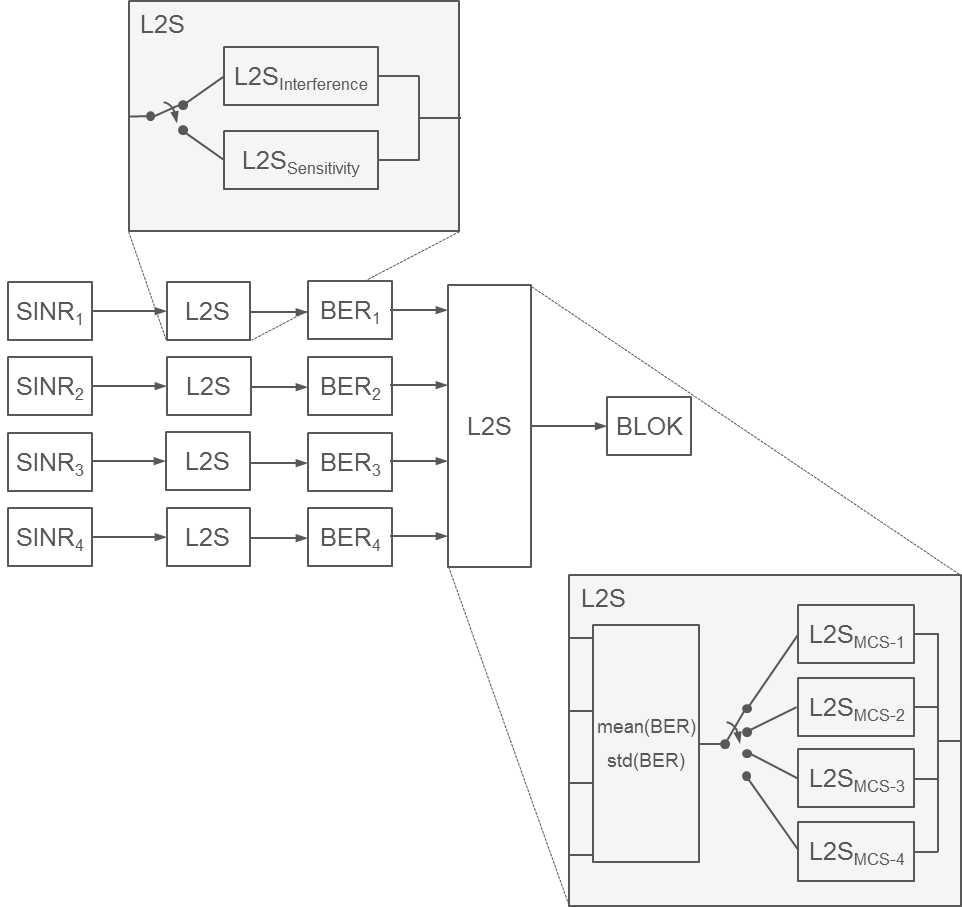 L2S
L2SInterference
L2SSensitivity
SINR1
L2S
BER1
SINR2
L2S
BER2
SINR3
L2S
BER3
SINR4
L2S
BER4
L2S
BLOK
L2S
mean(BER)
std(BER)
L2SMCS-1
L2SMCS-2
L2SMCS-3
L2SMCS-4